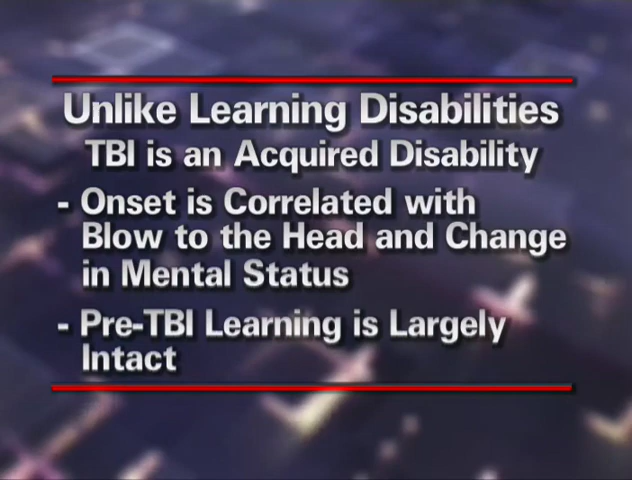 Unlike Learning Disabilities
TBI is an Acquired Disability
- Onset is Correlated with
Blow to the Head and Change
in Mental Status
- Pre-TBI Learning is Largely
Intact